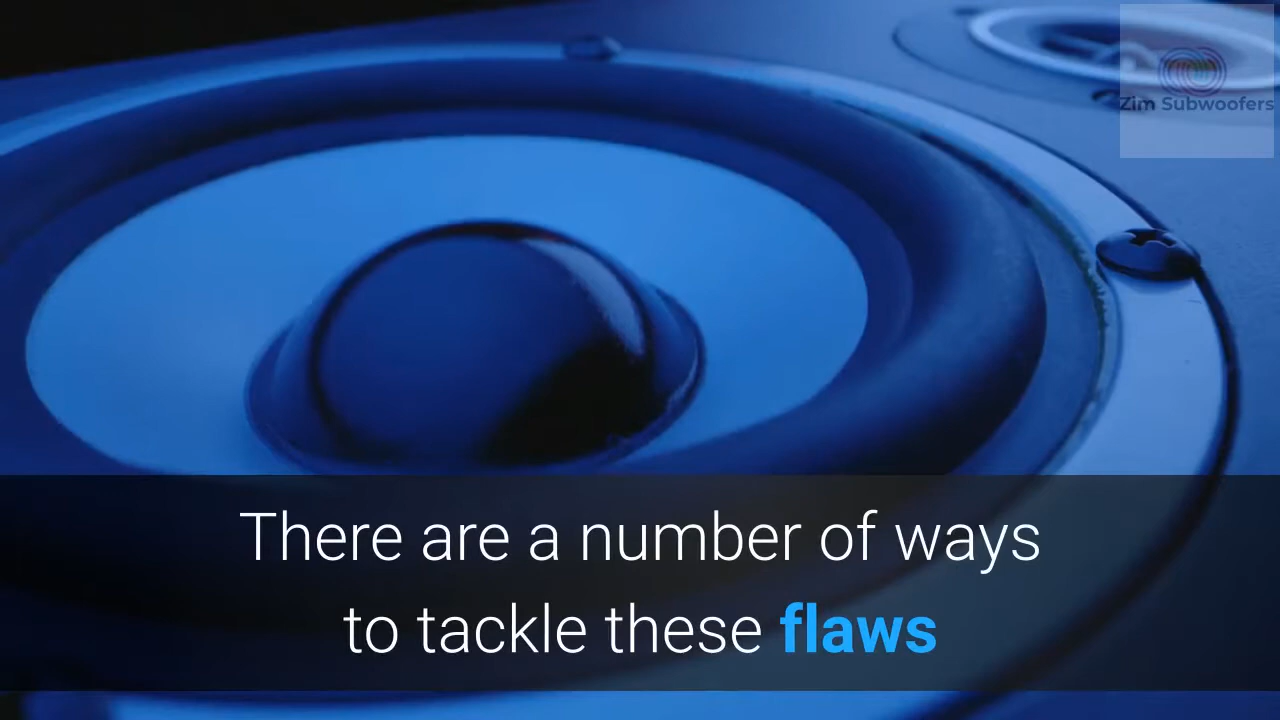 Zim Subwoofers
There are a number of ways
to tackle these flaws